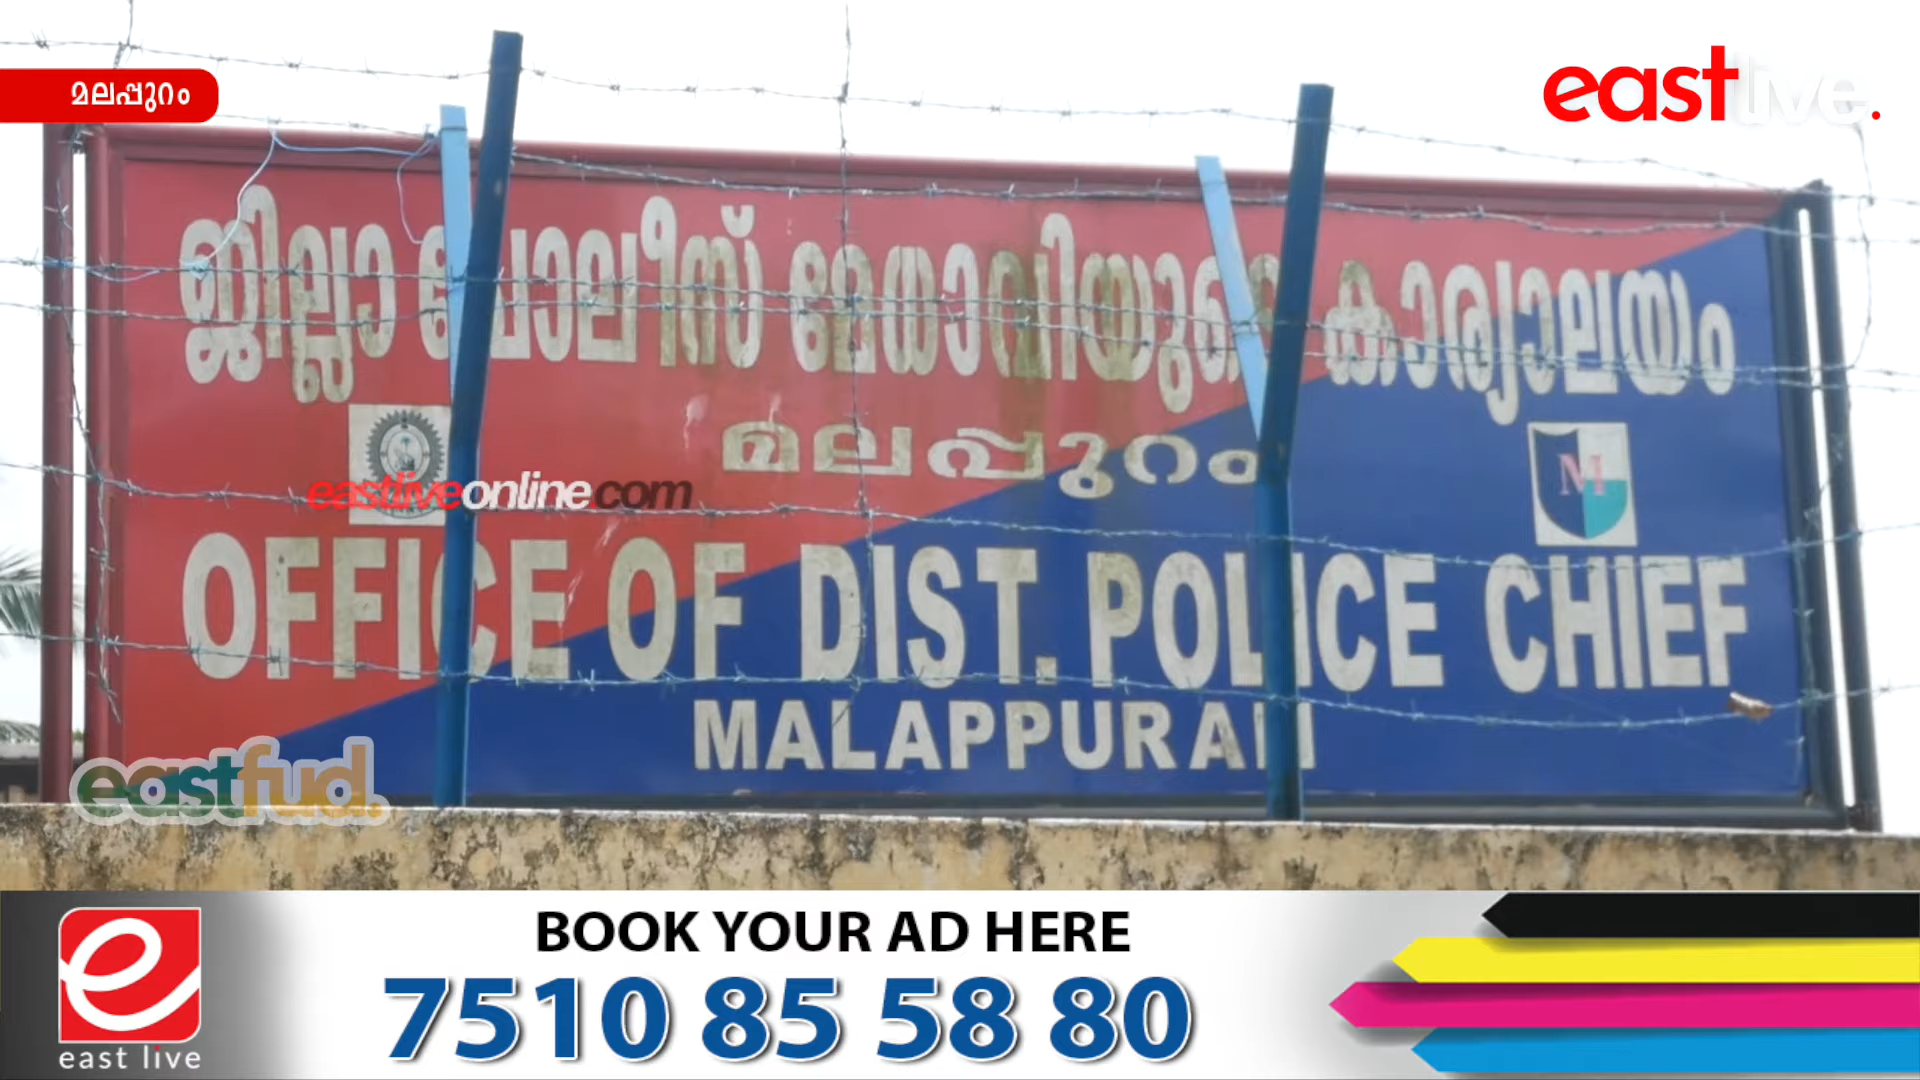 മലപ്പുറം
eastlive.
ജില്ലാ പോലീസ് മേധാവിയുടെ കാര്യാലയം
മലപ്പുറം
M
eastliveonline.com
OFFICE OF DIST. POLICE CHIEF
MALAPPURAM
eastfud.
BOOK YOUR AD HERE
7510 85 58 80
east live